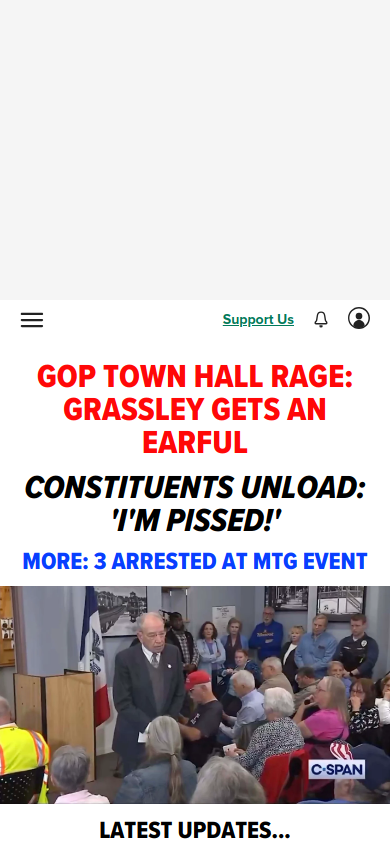 Support Us
GOP TOWN HALL RAGE:
GRASSLEY GETS AN
EARFUL
CONSTITUENTS UNLOAD:
'I'M PISSED!'
MORE: 3 ARRESTED AT MTG EVENT
C-SPAN
LATEST UPDATES...